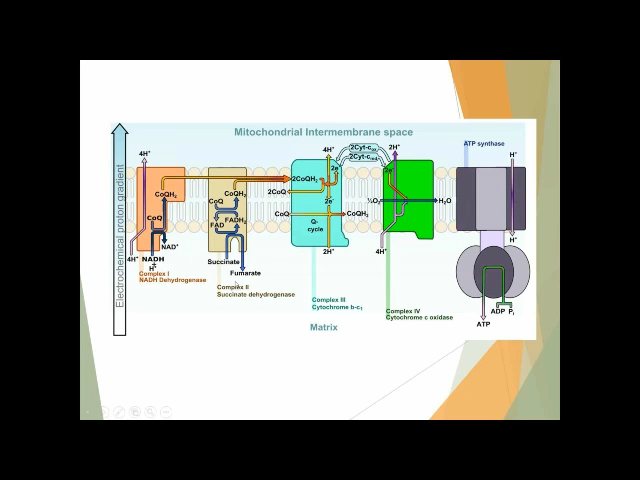 Mitochondrial Intermembrane space
Electrochemical proton gradient
4H⁺
CoQH₂
CoQ
NAD⁺
NADH
H⁺
4H⁺
Complex I
NADH Dehydrogenase
CoQH₂
CoQ
FADH₂
FAD
Succinate
Fumarate
Complex II
Succinate dehydrogenase
4H⁺
2CoQH₂
2CoQ
2e⁻
2e⁻
CoQ
CoQH₂
Q-
cycle
2H⁺
Complex III
Cytochrome b-c₁
2Cyt-cₒₓ
2Cyt-c
2H⁺
2e⁻
½O₂
H₂O
4H⁺
Complex IV
Cytochrome c oxidase
ATP synthase
H⁺
H⁺
ADP Pᵢ
ATP
Matrix